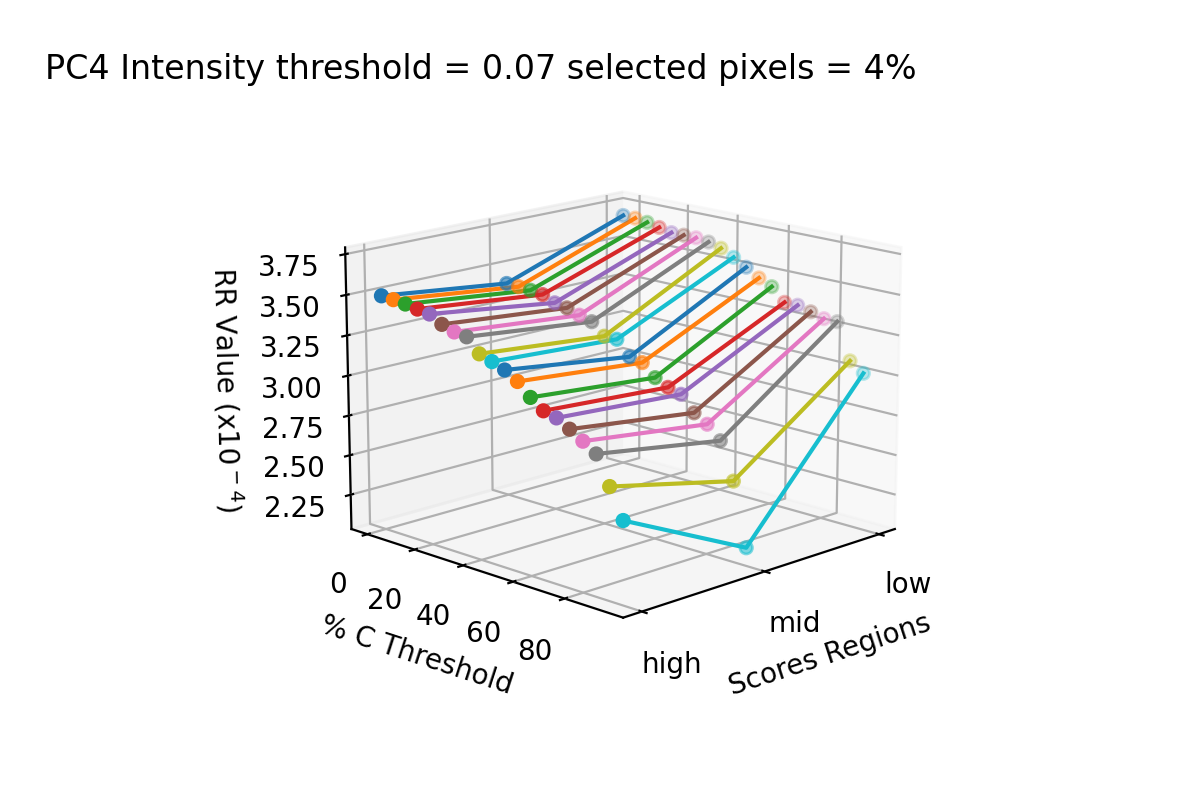 PC4 Intensity threshold = 0.07 selected pixels = 4%
3.75
3.50
3.25
3.00
2.75
2.50
2.25
RR Value (x10⁻⁴)
0
20
40
60
80
% C Threshold
high
mid
low
Scores Regions